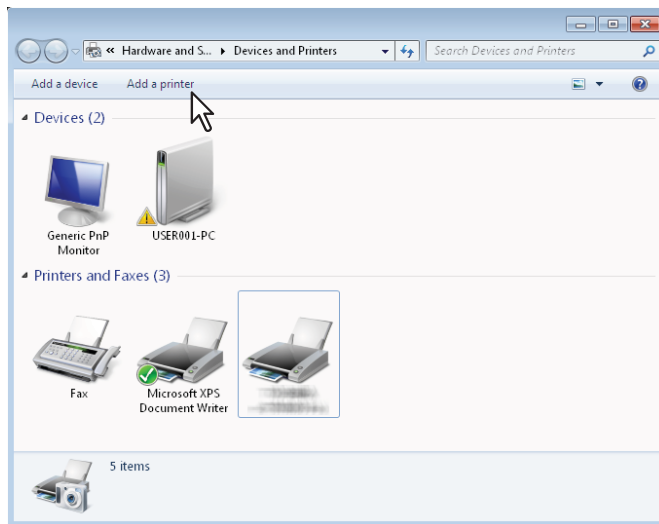 « Hardware and S... ▸ Devices and Printers
Search Devices and Printers
Add a device Add a printer
Devices (2)
Generic PnP
Monitor
USER001-PC
Printers and Faxes (3)
Fax
Microsoft XPS
Document Writer
5 items